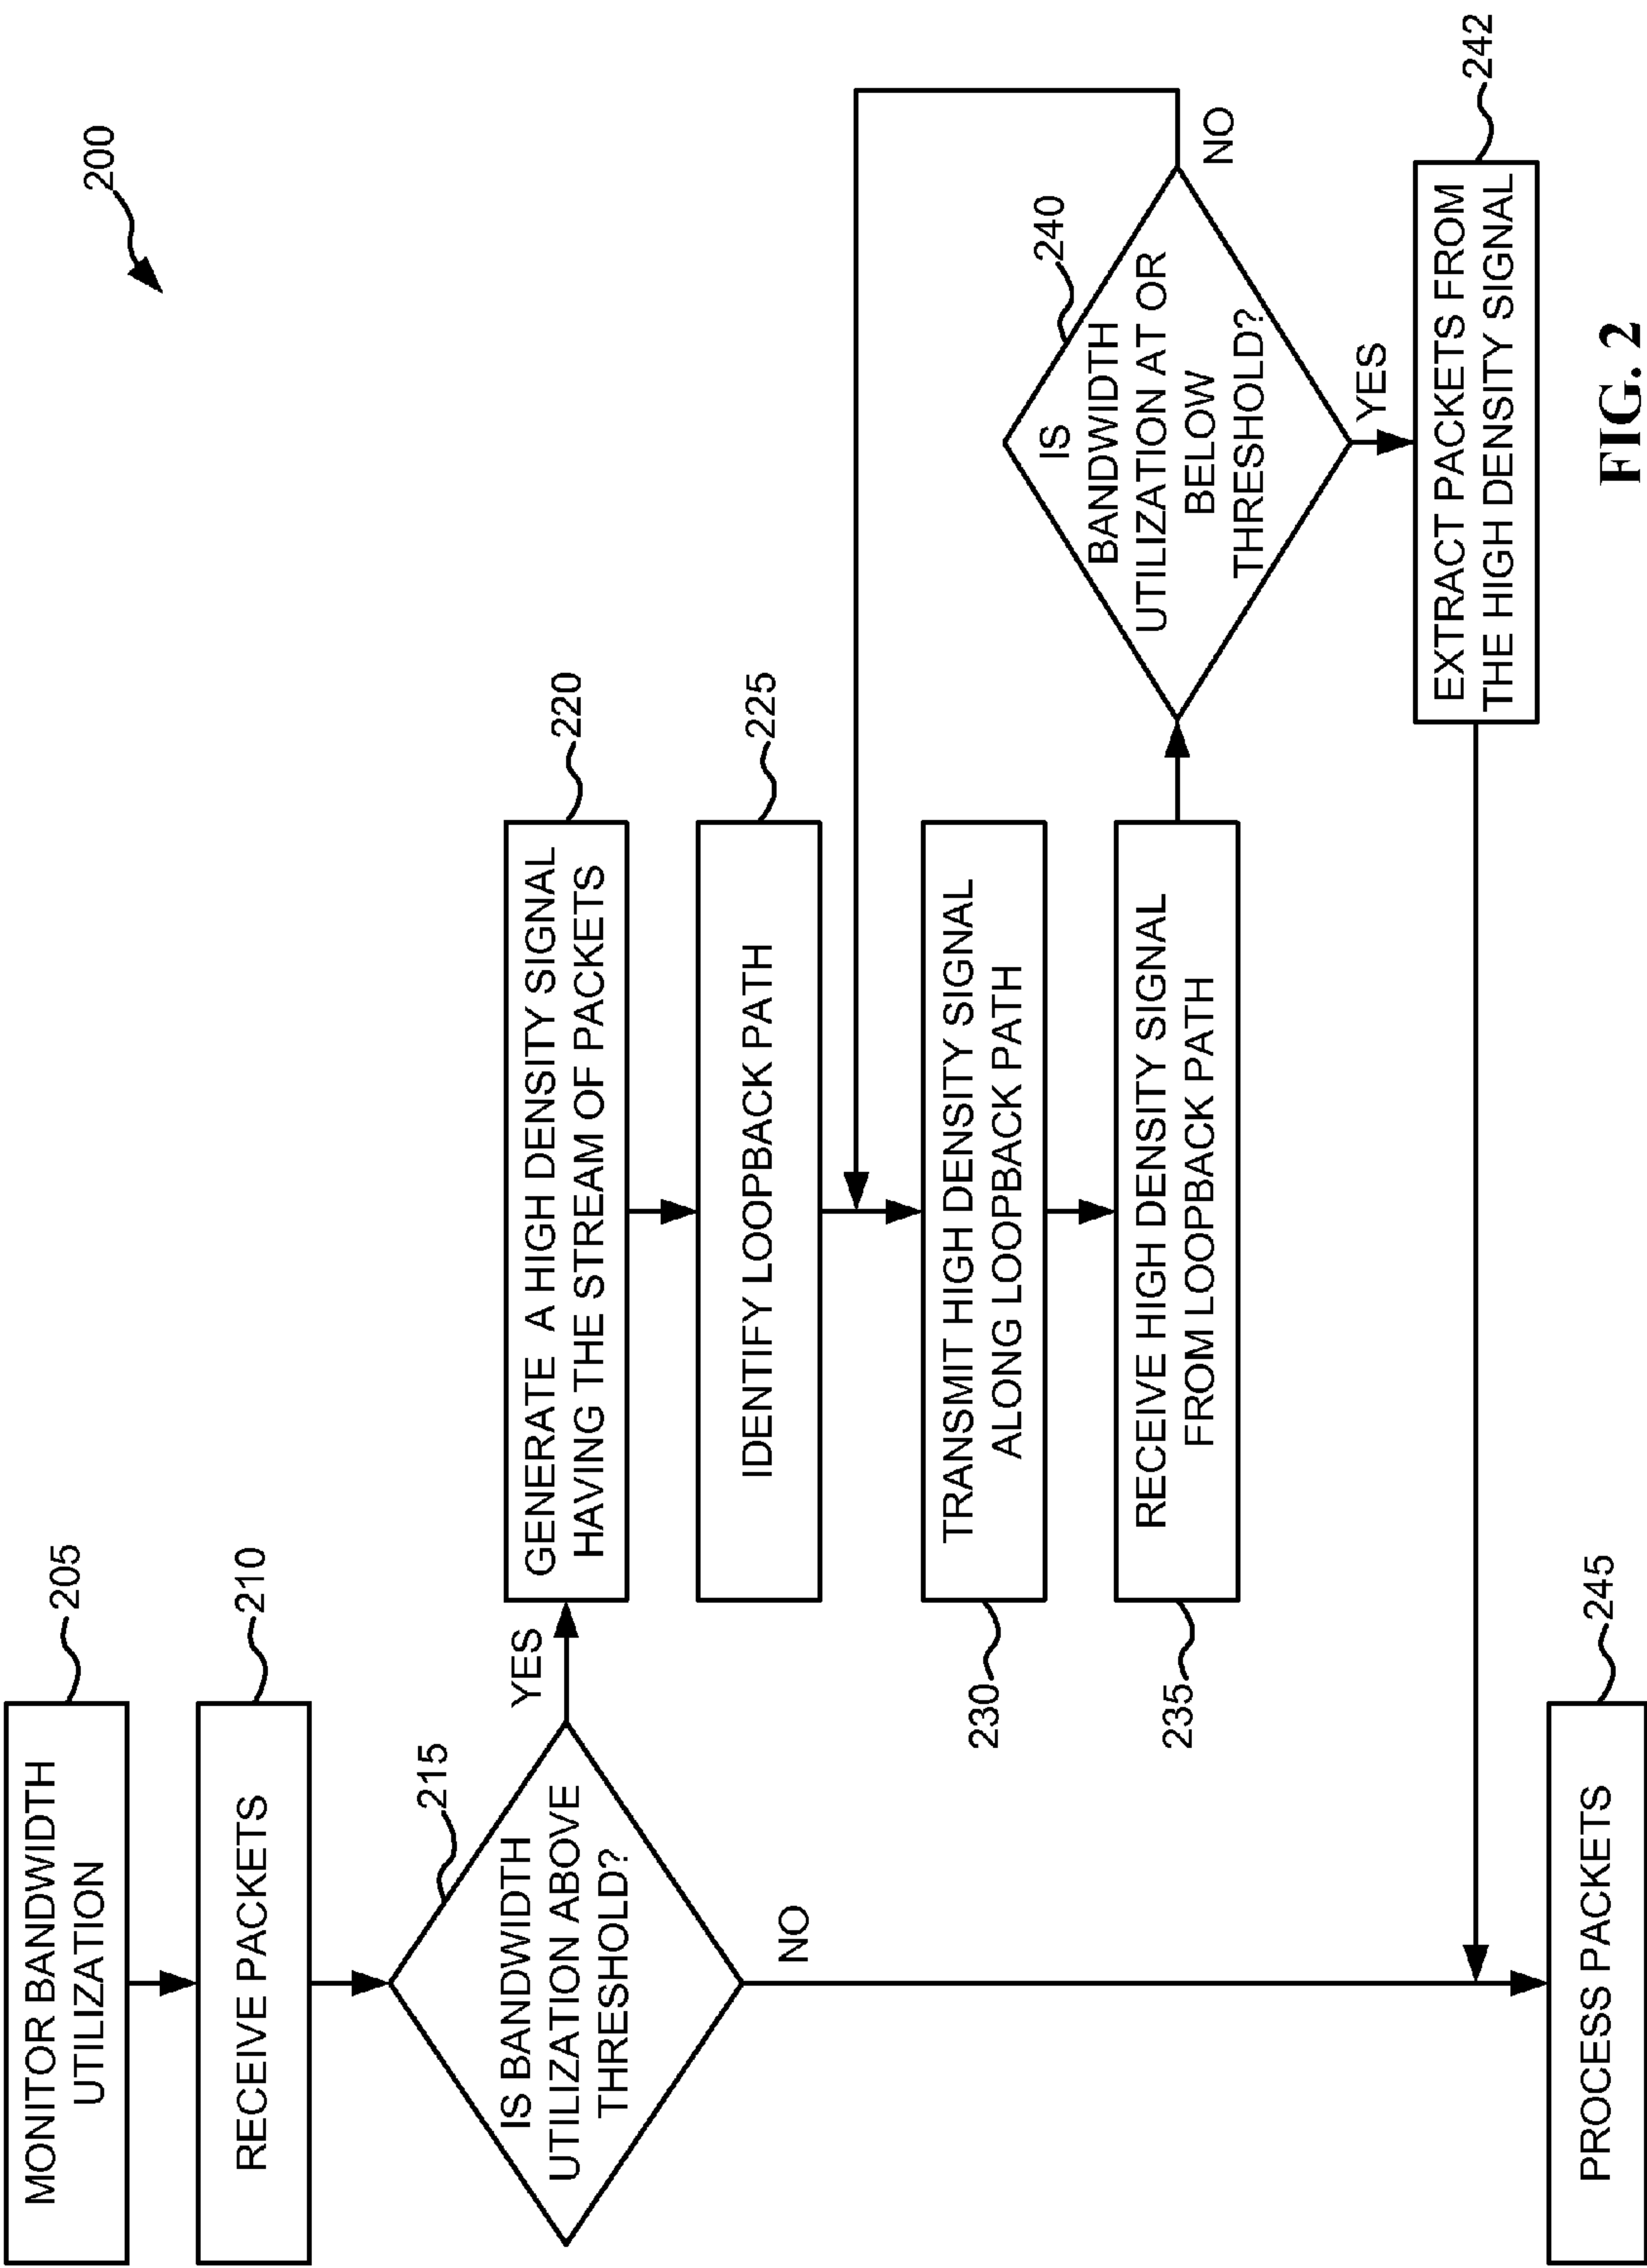 200
MONITOR BANDWIDTH
UTILIZATION
205
RECEIVE PACKETS
210
IS BANDWIDTH
UTILIZATION ABOVE
THRESHOLD?
215
YES
NO
GENERATE A HIGH DENSITY SIGNAL
HAVING THE STREAM OF PACKETS
220
IDENTIFY LOOPBACK PATH
225
TRANSMIT HIGH DENSITY SIGNAL
ALONG LOOPBACK PATH
230
RECEIVE HIGH DENSITY SIGNAL
FROM LOOPBACK PATH
235
IS
BANDWIDTH
UTILIZATION AT OR
BELOW
THRESHOLD?
240
NO
YES
EXTRACT PACKETS FROM
THE HIGH DENSITY SIGNAL
242
PROCESS PACKETS
245
FIG. 2